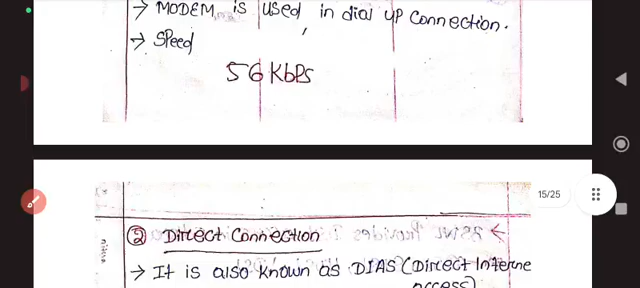 → MODEM is used in dial up connection.
→ Speed
56 Kbps
15/25
② Direct Connection
→ It is also known as DIAS (Direct Interne
access)